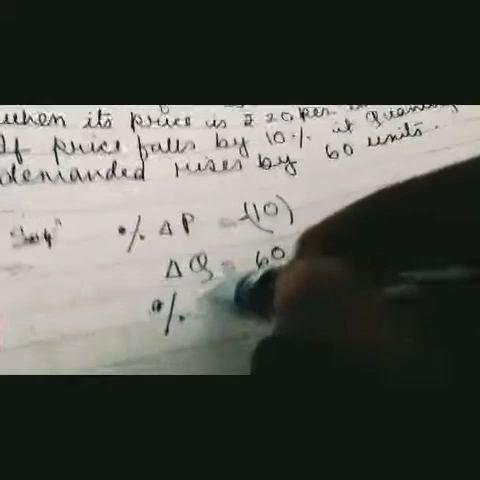 when its price is ₹ 20 per
If price falls by 10% it Quantity
demanded rises by 60 units.
% ΔP = -(10)
ΔQ = 60
%